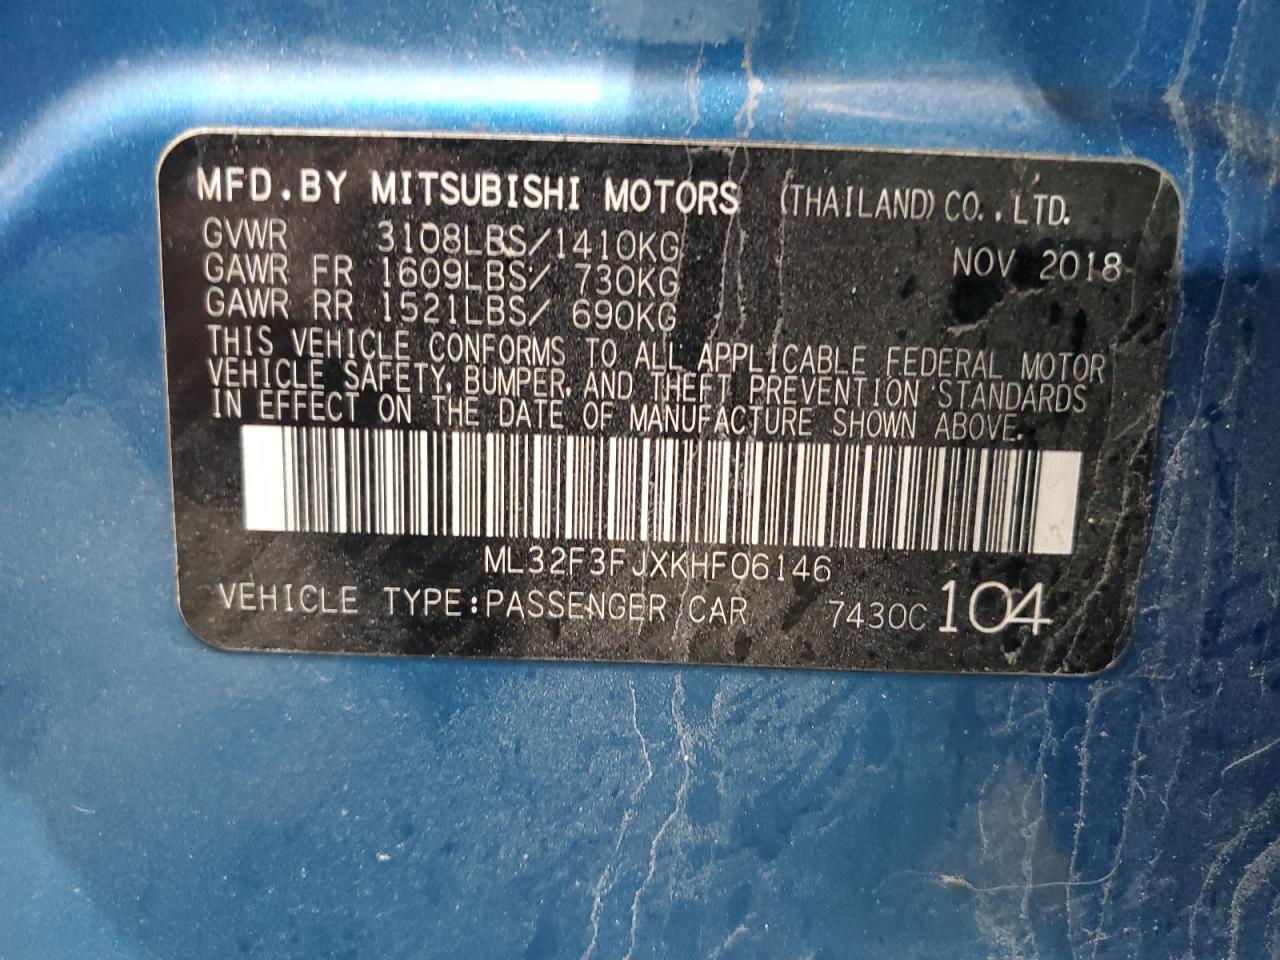 MFD.BY MITSUBISHI MOTORS (THAILAND) CO.,LTD.
GVWR 3108LBS/1410KG
NOV 2018
GAWR FR 1609LBS/ 730KG
GAWR RR 1521LBS/ 690KG
THIS VEHICLE CONFORMS TO ALL APPLICABLE FEDERAL MOTOR
VEHICLE SAFETY, BUMPER, AND THEFT PREVENTION STANDARDS
IN EFFECT ON THE DATE OF MANUFACTURE SHOWN ABOVE.
ML32F3FJXKHF06146
VEHICLE TYPE:PASSENGER CAR 7430C 104